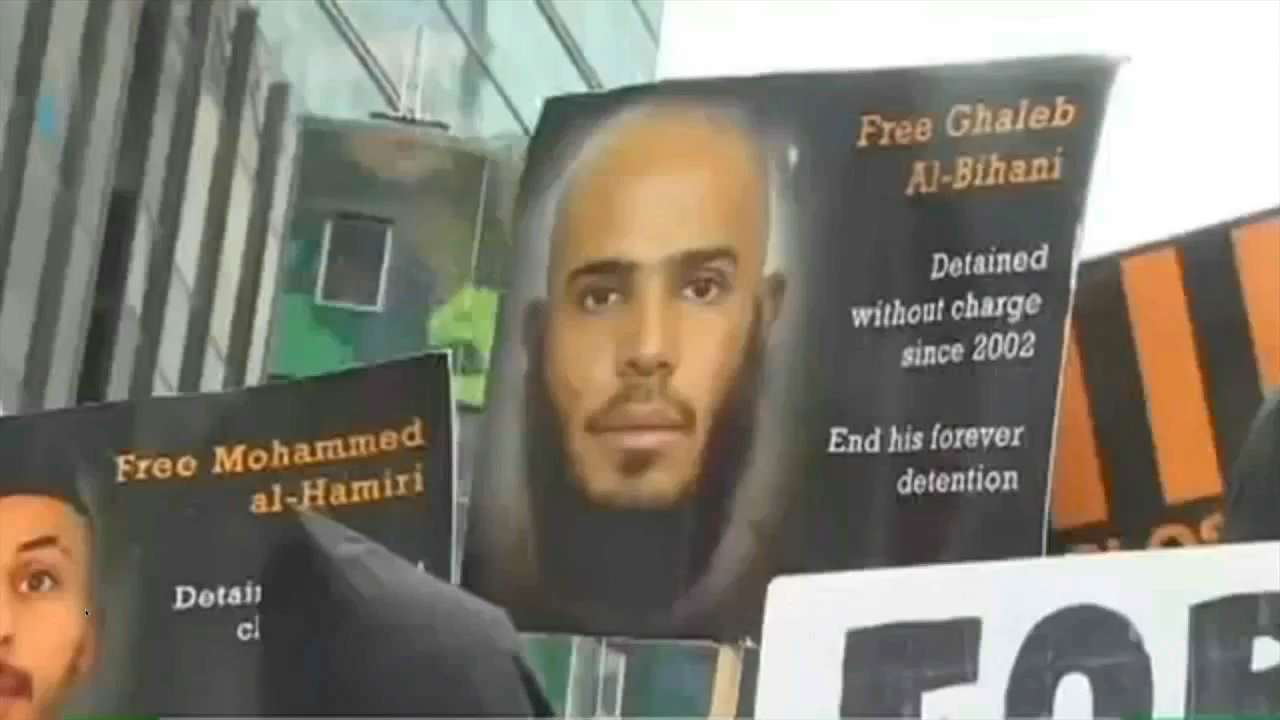 Free Ghaleb
Al-Bihani
Detained
without charge
since 2002
End his forever
detention
Free Mohammed
al-Hamiri